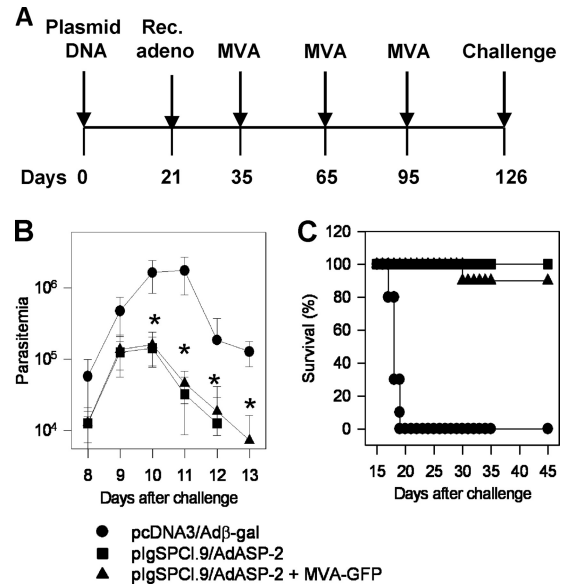 A
Plasmid DNA
Rec. adeno
MVA
MVA
MVA
Challenge
Days 0 21 35 65 95 126
B
Parasitemia
10⁶
10⁵
10⁴
* * * *
8 9 10 11 12 13
Days after challenge
C
Survival (%)
120
100
80
60
40
20
0
15 20 25 30 35 40 45
Days after challenge
pcDNA3/Adβ-gal
pIgSPCl.9/AdASP-2
pIgSPCl.9/AdASP-2 + MVA-GFP